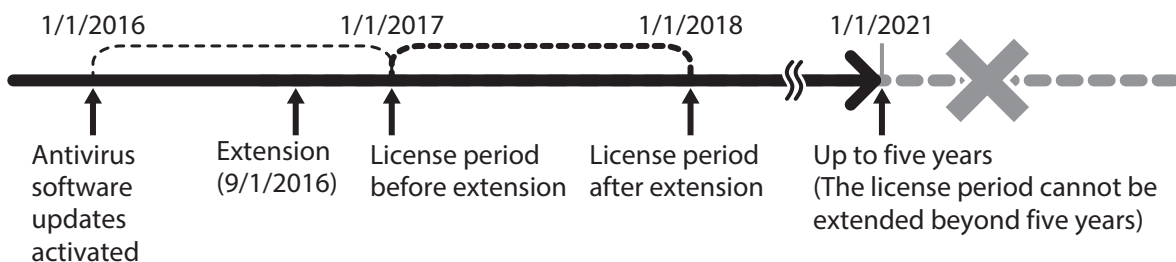 1/1/2016
1/1/2017
1/1/2018
1/1/2021
Antivirus
software
updates
activated
Extension
(9/1/2016)
License period
before extension
License period
after extension
Up to five years
(The license period cannot be
extended beyond five years)